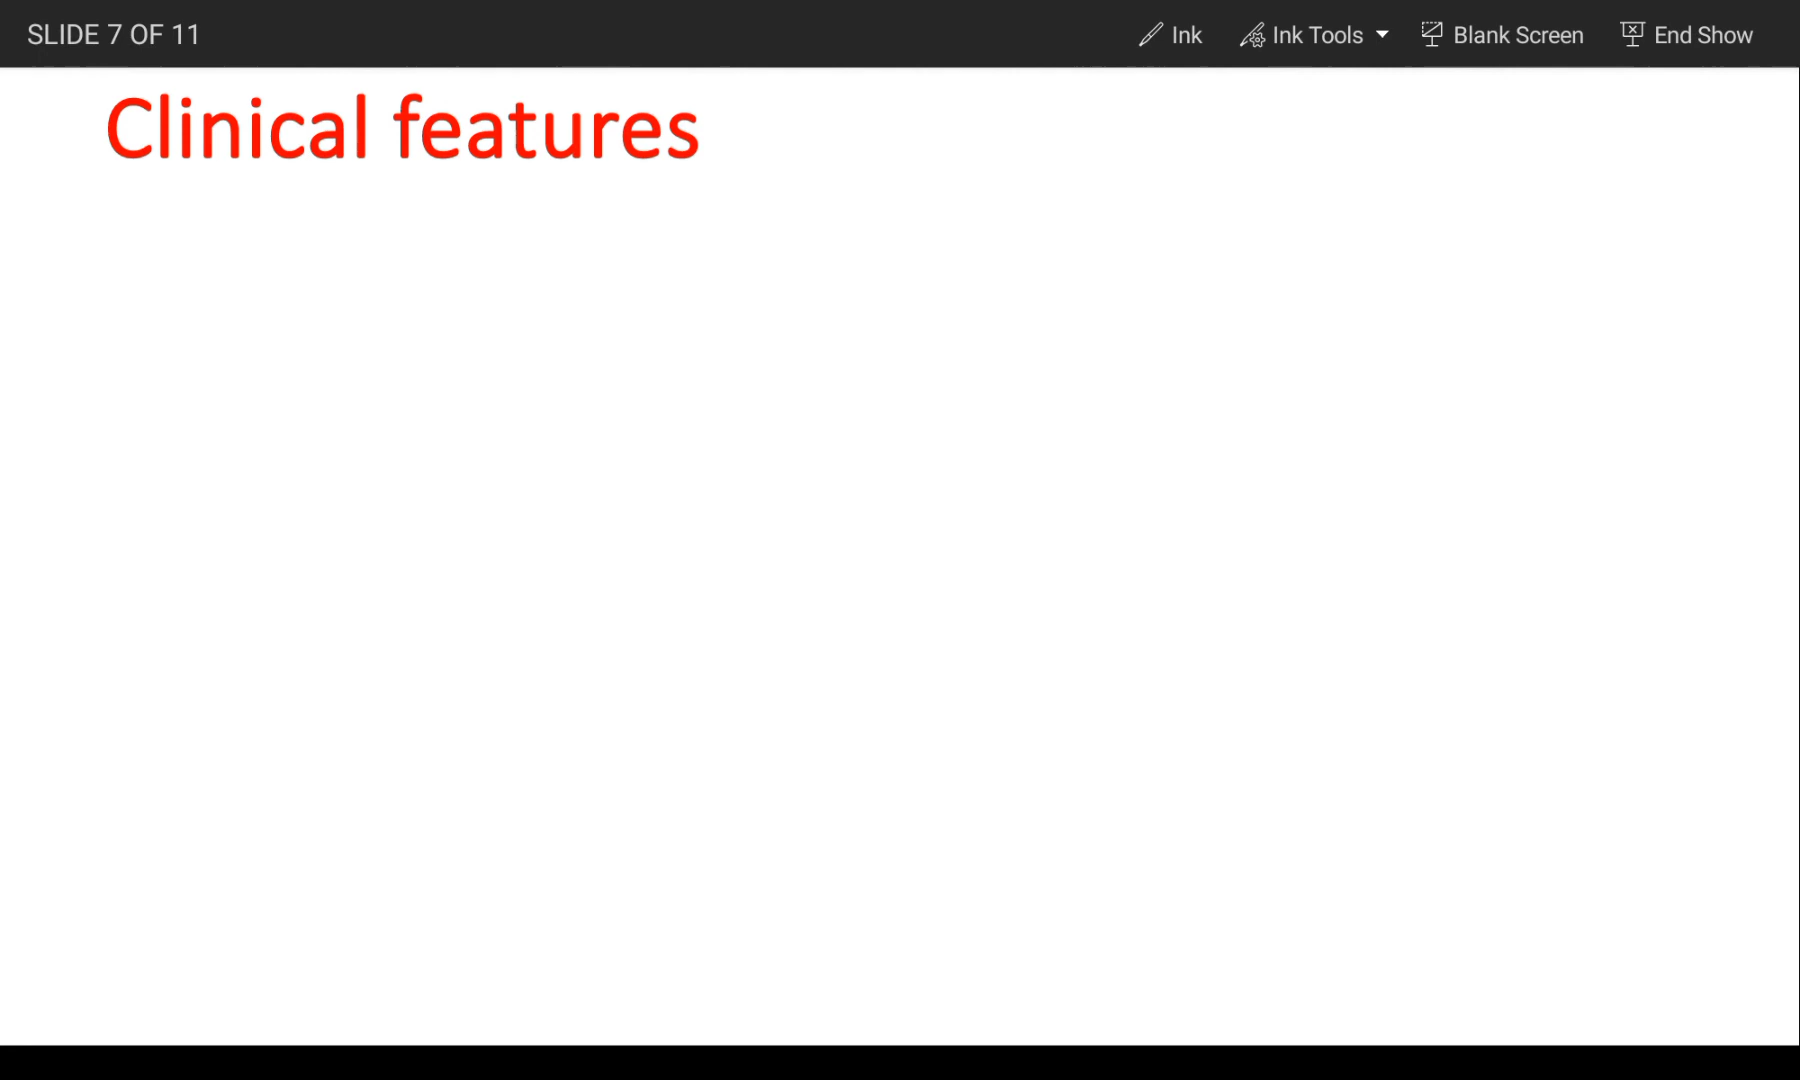 SLIDE 7 OF 11 Ink Ink Tools Blank Screen End Show
Clinical features